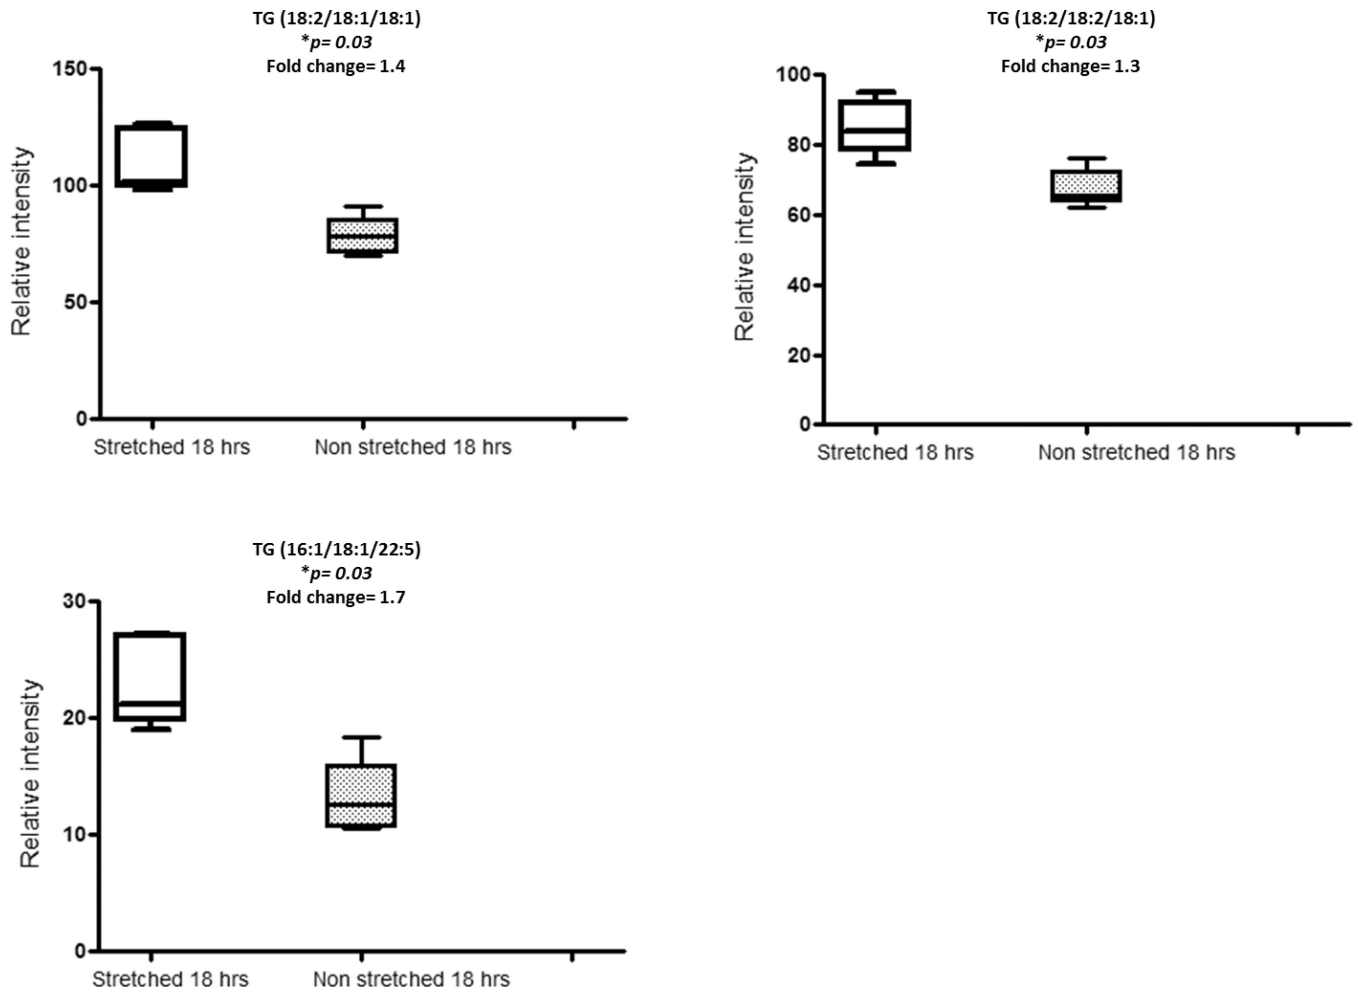 TG (18:2/18:1/18:1)
*p= 0.03
Fold change= 1.4
150
100
50
0
Relative intensity
Stretched 18 hrs
Non stretched 18 hrs
TG (18:2/18:2/18:1)
*p= 0.03
Fold change= 1.3
100
80
60
40
20
0
Relative intensity
Stretched 18 hrs
Non stretched 18 hrs
TG (16:1/18:1/22:5)
*p= 0.03
Fold change= 1.7
30
20
10
0
Relative intensity
Stretched 18 hrs
Non stretched 18 hrs